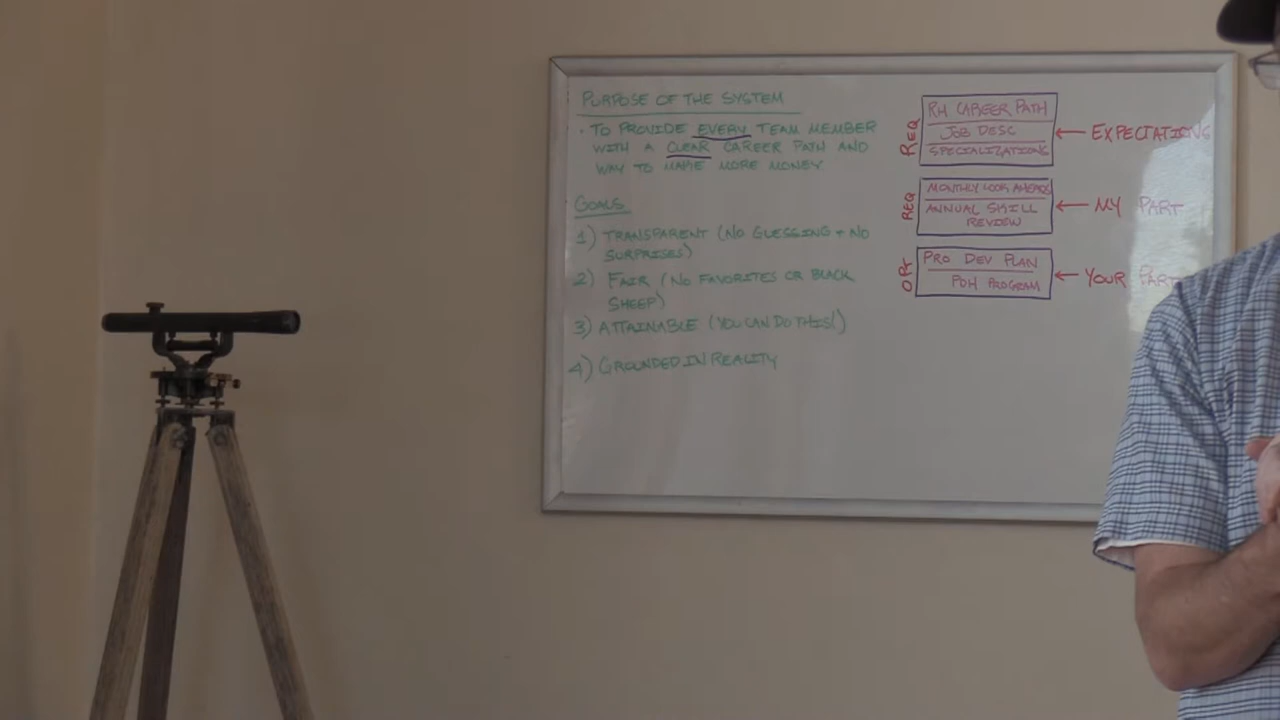 PURPOSE OF THE SYSTEM
• TO PROVIDE EVERY TEAM MEMBER
WITH A CLEAR CAREER PATH AND
WAY TO MAKE MORE MONEY.
GOALS
1) TRANSPARENT (NO GUESSING + NO
SURPRISES)
2) FAIR (NO FAVORITES OR BLACK
SHEEP)
3) ATTAINABLE (YOU CAN DO THIS!)
4) GROUNDED IN REALITY
REQ
RH CAREER PATH
JOB DESC
SPECIALIZATIONS
← EXPECTATIONS
REQ
MONTHLY LOOK AHEADS
ANNUAL SKILL
REVIEW
← MY PART
OPT
PRO DEV PLAN
PDH PROGRAM
← YOUR PART